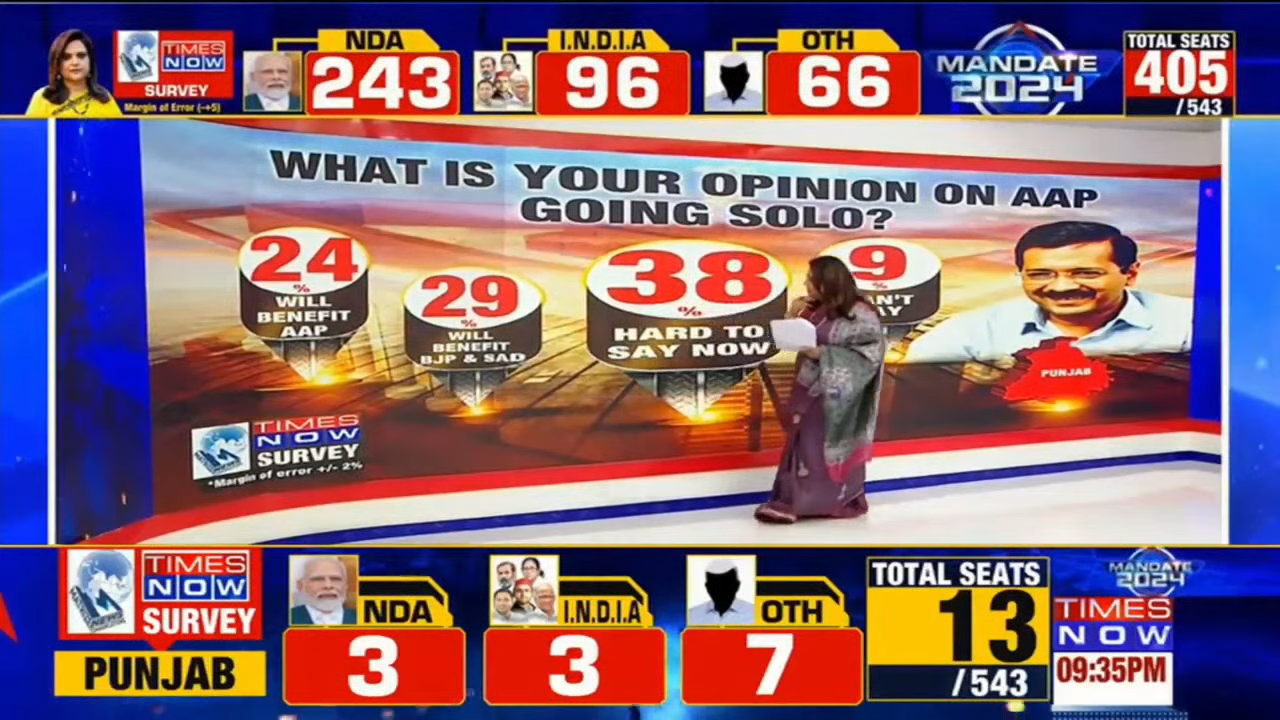 TIMES
NOW
SURVEY
Margin of Error (-+5)
NDA
243
I.N.D.I.A
96
OTH
66
MANDATE
2024
TOTAL SEATS
405
/543
WHAT IS YOUR OPINION ON AAP
GOING SOLO?
24
%
WILL
BENEFIT
AAP
29
%
WILL
BENEFIT
BJP & SAD
38
%
HARD TO
SAY NOW
9
AN'T
AY
PUNJAB
TIMES
NOW
SURVEY
*Margin of error +/- 2%
TIMES
NOW
SURVEY
PUNJAB
NDA
3
I.N.D.I.A
3
OTH
7
TOTAL SEATS
13
/543
MANDATE
2024
TIMES
NOW
09:35PM